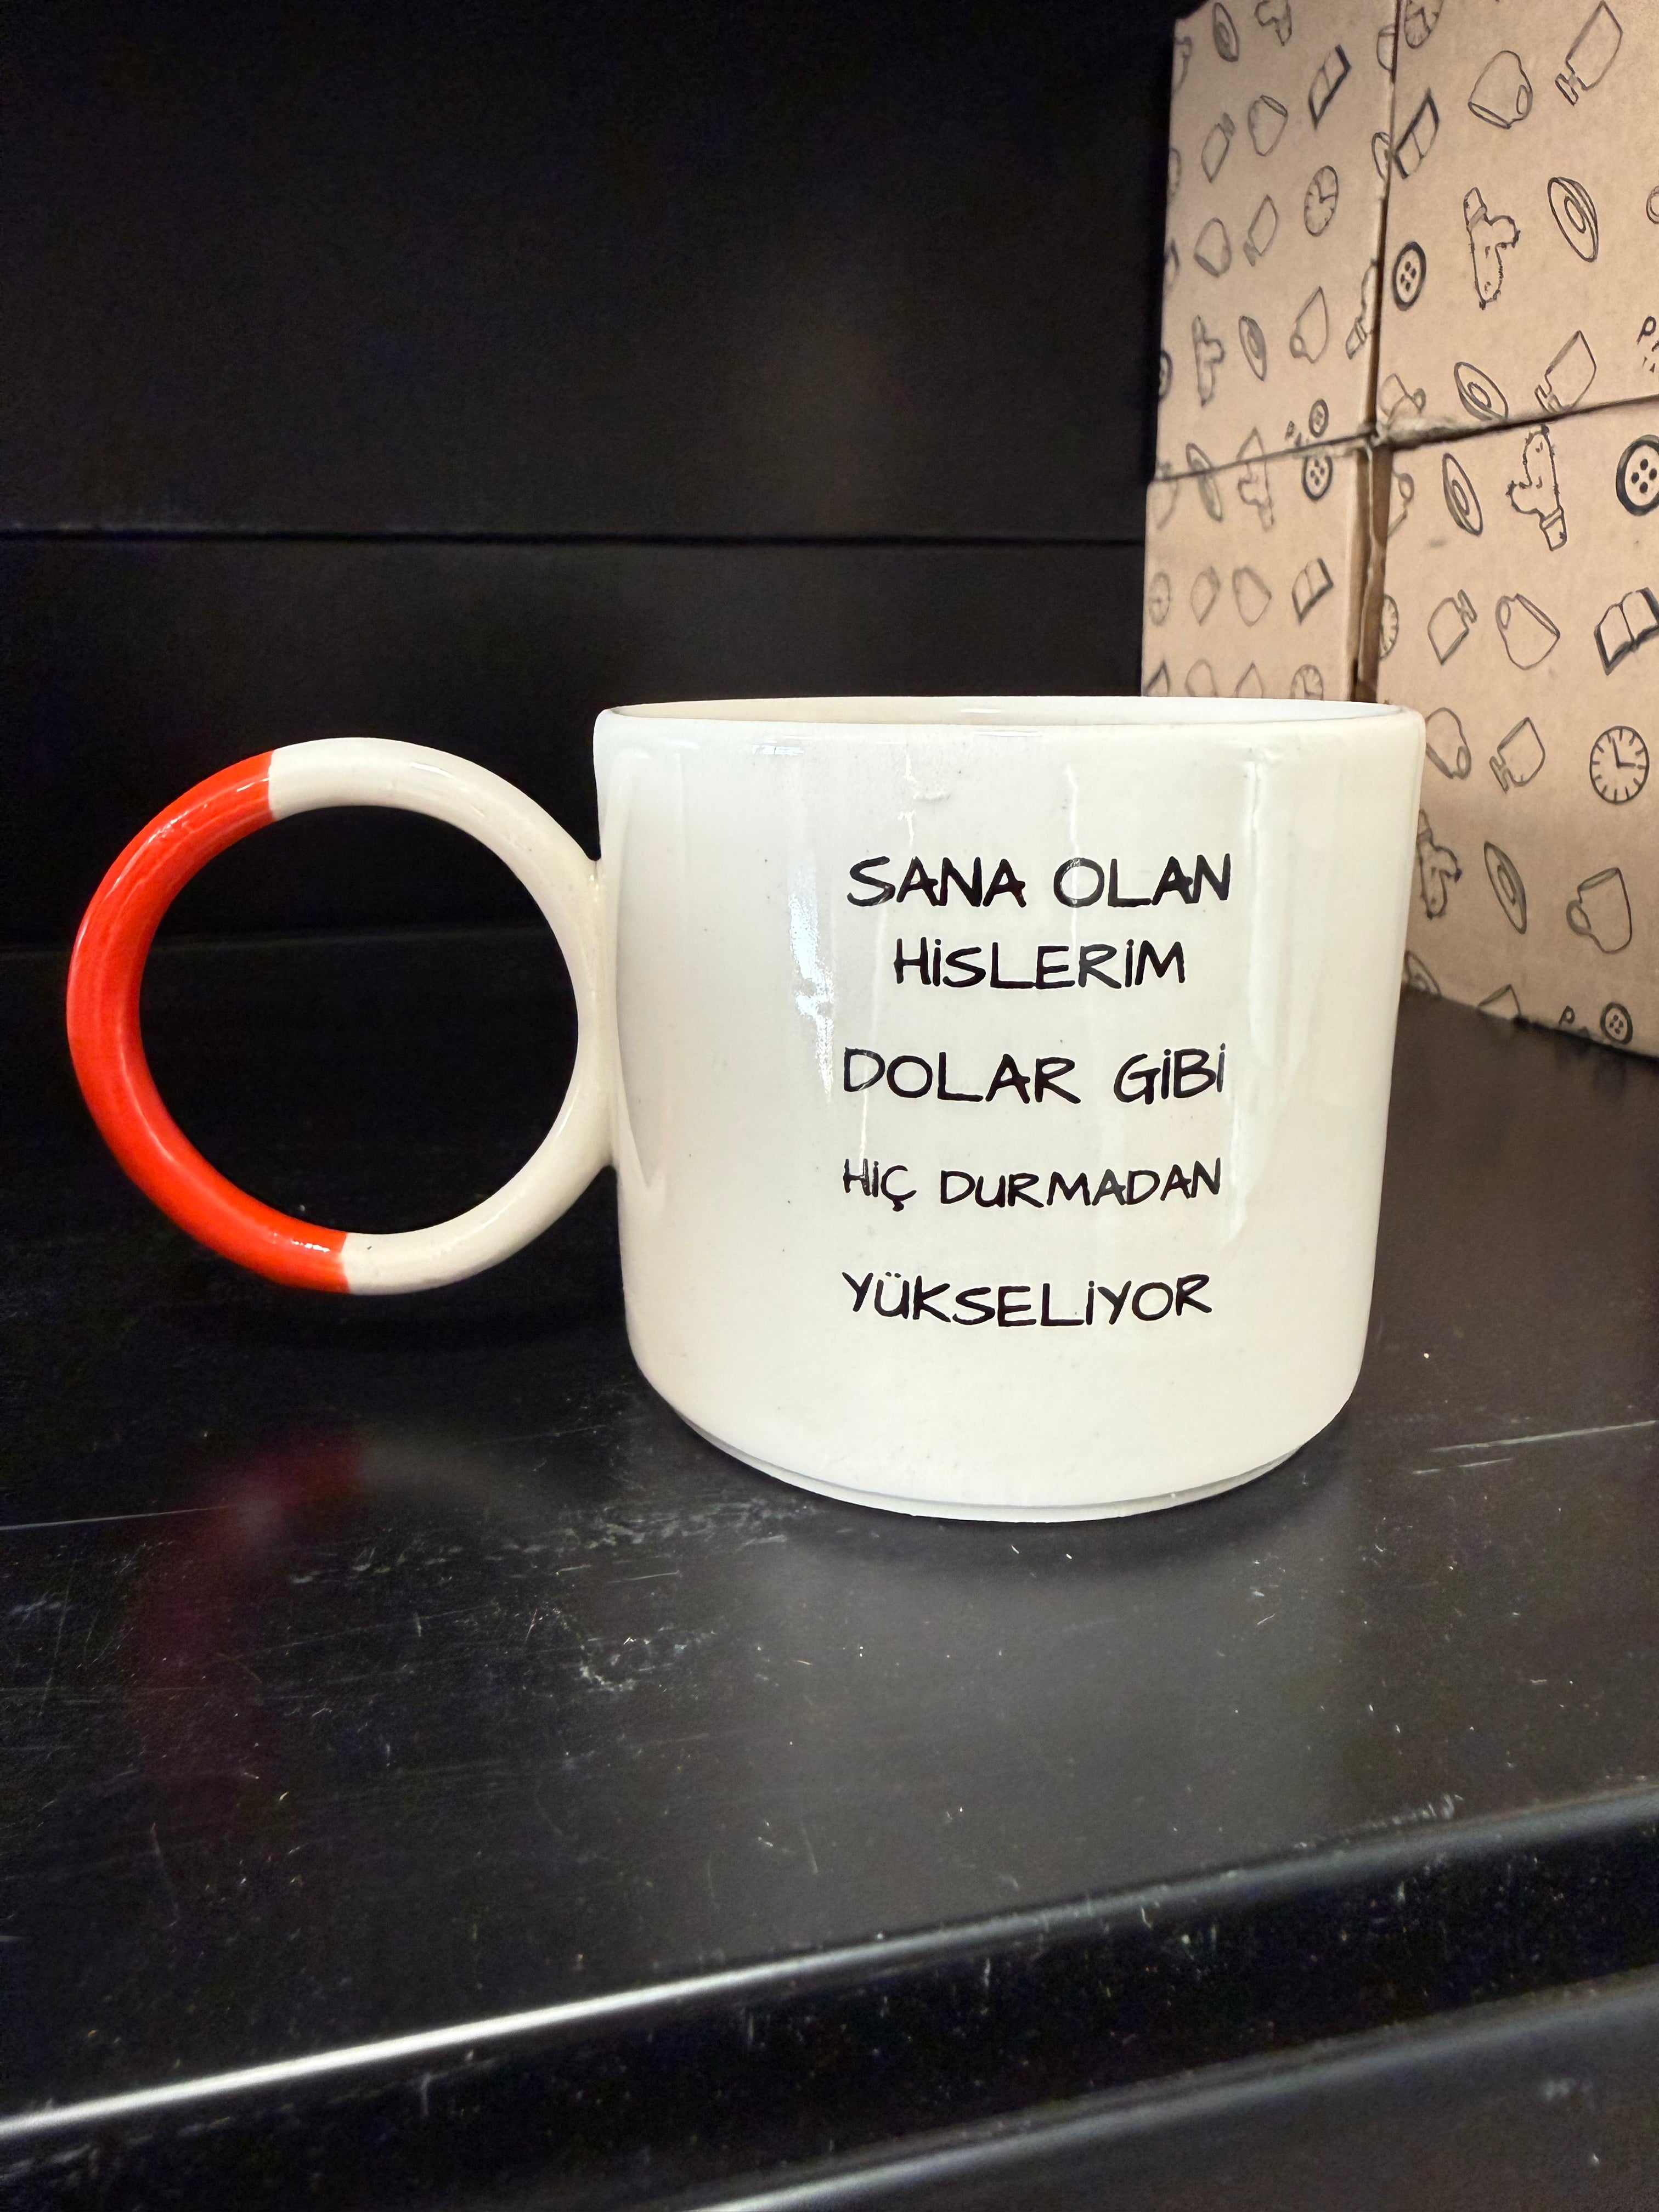 SANA OLAN
HİSLERİM
DOLAR GİBİ
HİÇ DURMADAN
YÜKSELİYOR